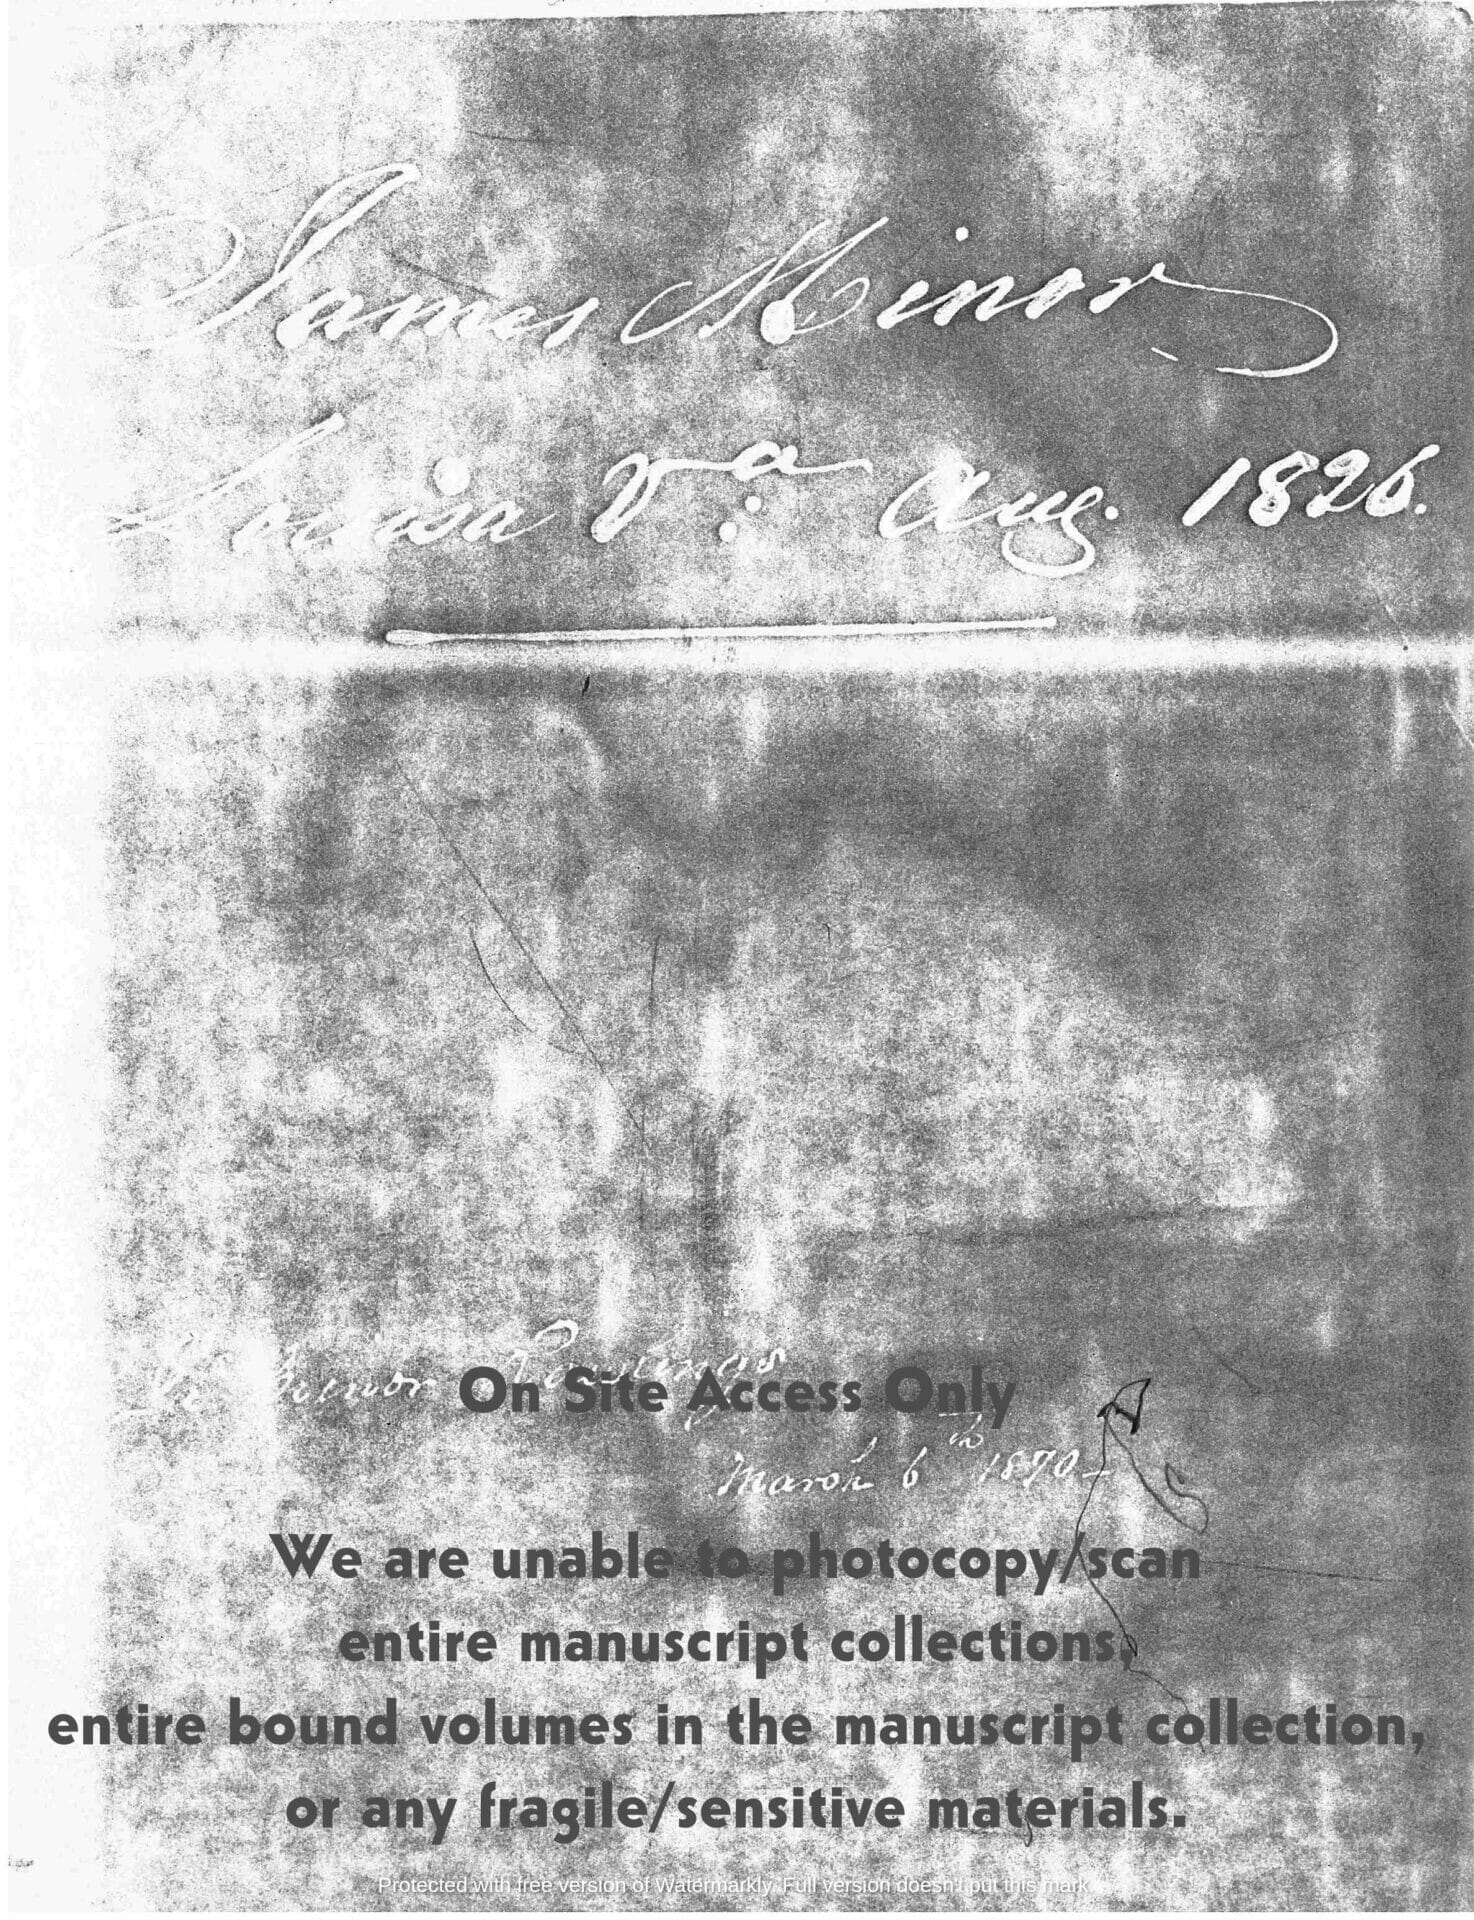 James Minor
Louisa Va. Aug. 1826.
Minor Rawlings
On Site Access Only
March 6th 1890-
We are unable to photocopy/scan
entire manuscript collections,
entire bound volumes in the manuscript collection,
or any fragile/sensitive materials.
Protected with free version of Watermarkly. Full version doesn't put this mark.